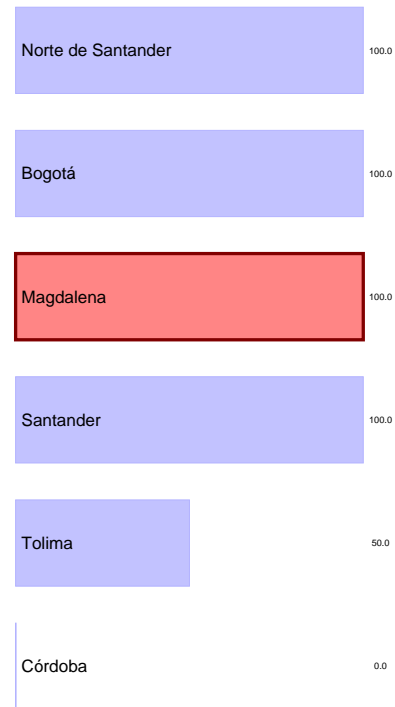 Norte de Santander 100.0
Bogotá 100.0
Magdalena 100.0
Santander 100.0
Tolima 50.0
Córdoba 0.0